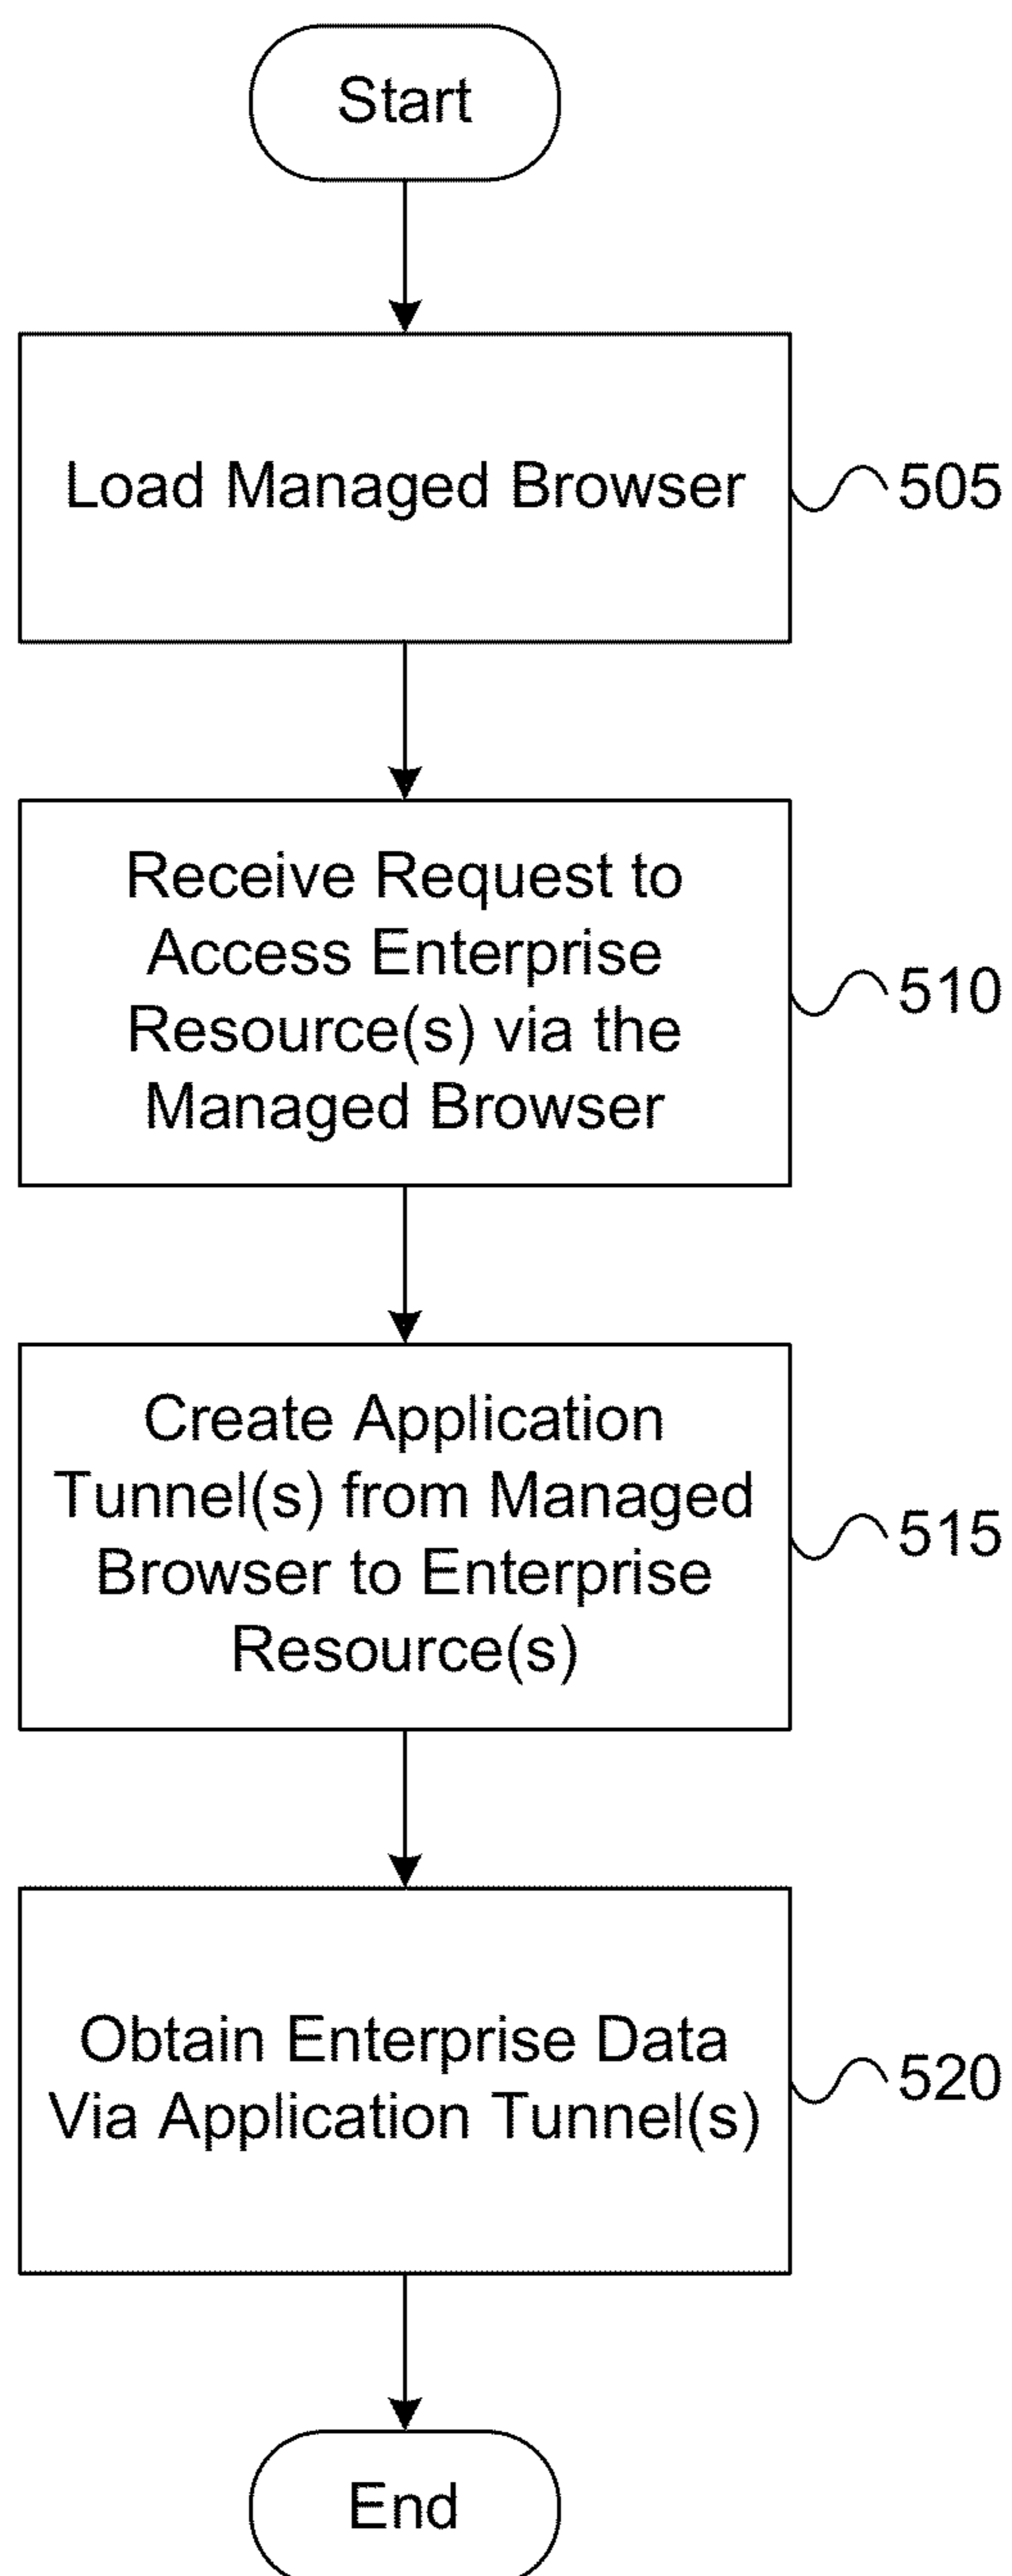 Start
Load Managed Browser
505
Receive Request to
Access Enterprise
Resource(s) via the
Managed Browser
510
Create Application
Tunnel(s) from Managed
Browser to Enterprise
Resource(s)
515
Obtain Enterprise Data
Via Application Tunnel(s)
520
End